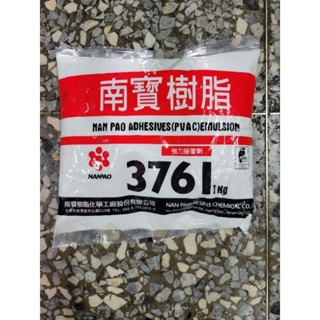 南寶樹脂
NAN PAO ADHESIVES(PVAC)EMULSION
強力接著劑
NANPAO
3761
1Kg
南寶樹脂化學工廠股份有限公司
NAN PAO RESINS CHEMICAL CO.